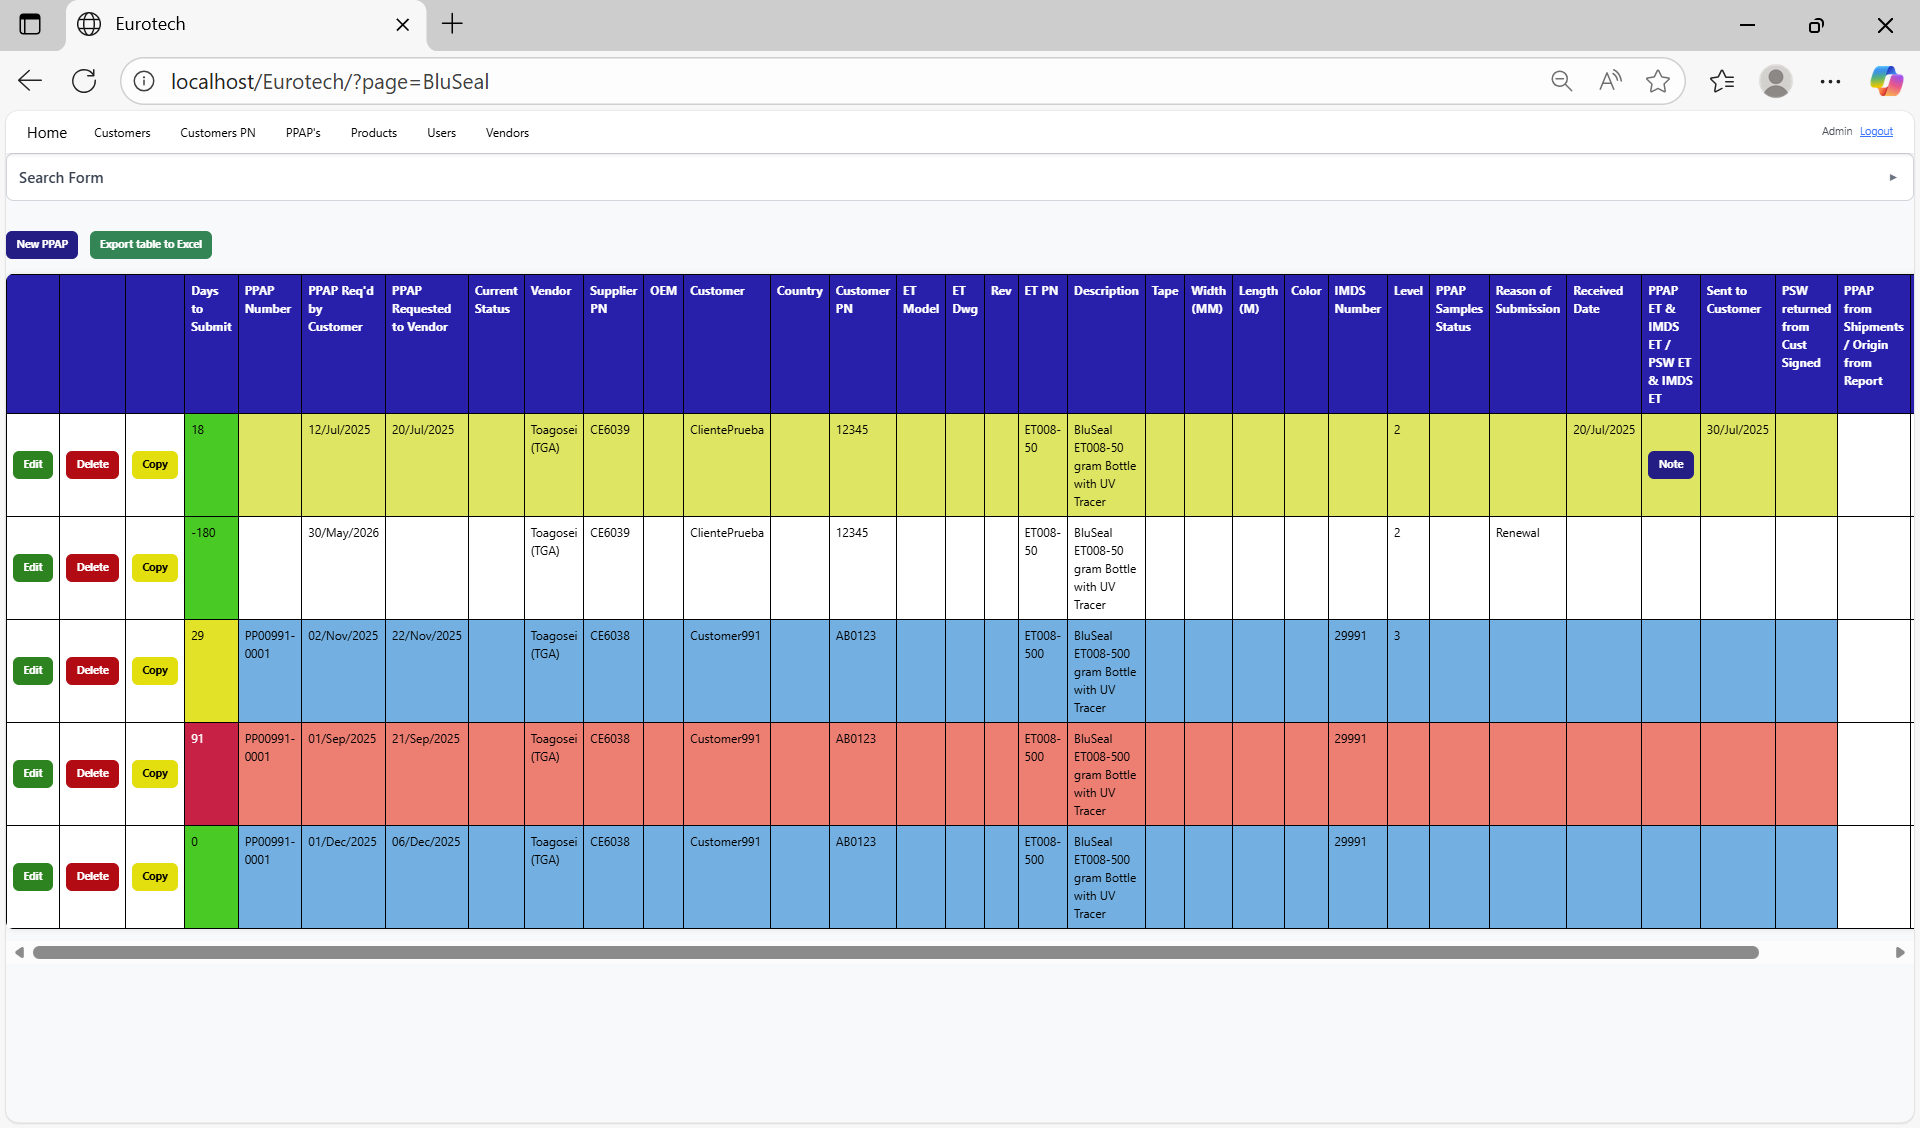 Eurotech
localhost/Eurotech/?page=BluSeal
Home Customers Customers PN PPAP's Products Users Vendors Admin Logout
Search Form
New PPAP Export table to Excel
Days to Submit
PPAP Number
PPAP Req'd by Customer
PPAP Requested to Vendor
Current Status
Vendor
Supplier PN
OEM
Customer
Country
Customer PN
ET Model
ET Dwg
Rev
ET PN
Description
Tape
Width (MM)
Length (M)
Color
IMDS Number
Level
PPAP Samples Status
Reason of Submission
Received Date
PPAP ET & IMDS ET / PSW ET & IMDS ET
Sent to Customer
PSW returned from Cust Signed
PPAP from Shipments / Origin from Report
Edit Delete Copy 18 12/Jul/2025 20/Jul/2025 Toagosei (TGA) CE6039 ClientePrueba 12345 ET008-50 BluSeal ET008-50 gram Bottle with UV Tracer 2 20/Jul/2025 Note 30/Jul/2025
Edit Delete Copy -180 30/May/2026 Toagosei (TGA) CE6039 ClientePrueba 12345 ET008-50 BluSeal ET008-50 gram Bottle with UV Tracer 2 Renewal
Edit Delete Copy 29 PP00991-0001 02/Nov/2025 22/Nov/2025 Toagosei (TGA) CE6038 Customer991 AB0123 ET008-500 BluSeal ET008-500 gram Bottle with UV Tracer 29991 3
Edit Delete Copy 91 PP00991-0001 01/Sep/2025 21/Sep/2025 Toagosei (TGA) CE6038 Customer991 AB0123 ET008-500 BluSeal ET008-500 gram Bottle with UV Tracer 29991
Edit Delete Copy 0 PP00991-0001 01/Dec/2025 06/Dec/2025 Toagosei (TGA) CE6038 Customer991 AB0123 ET008-500 BluSeal ET008-500 gram Bottle with UV Tracer 29991